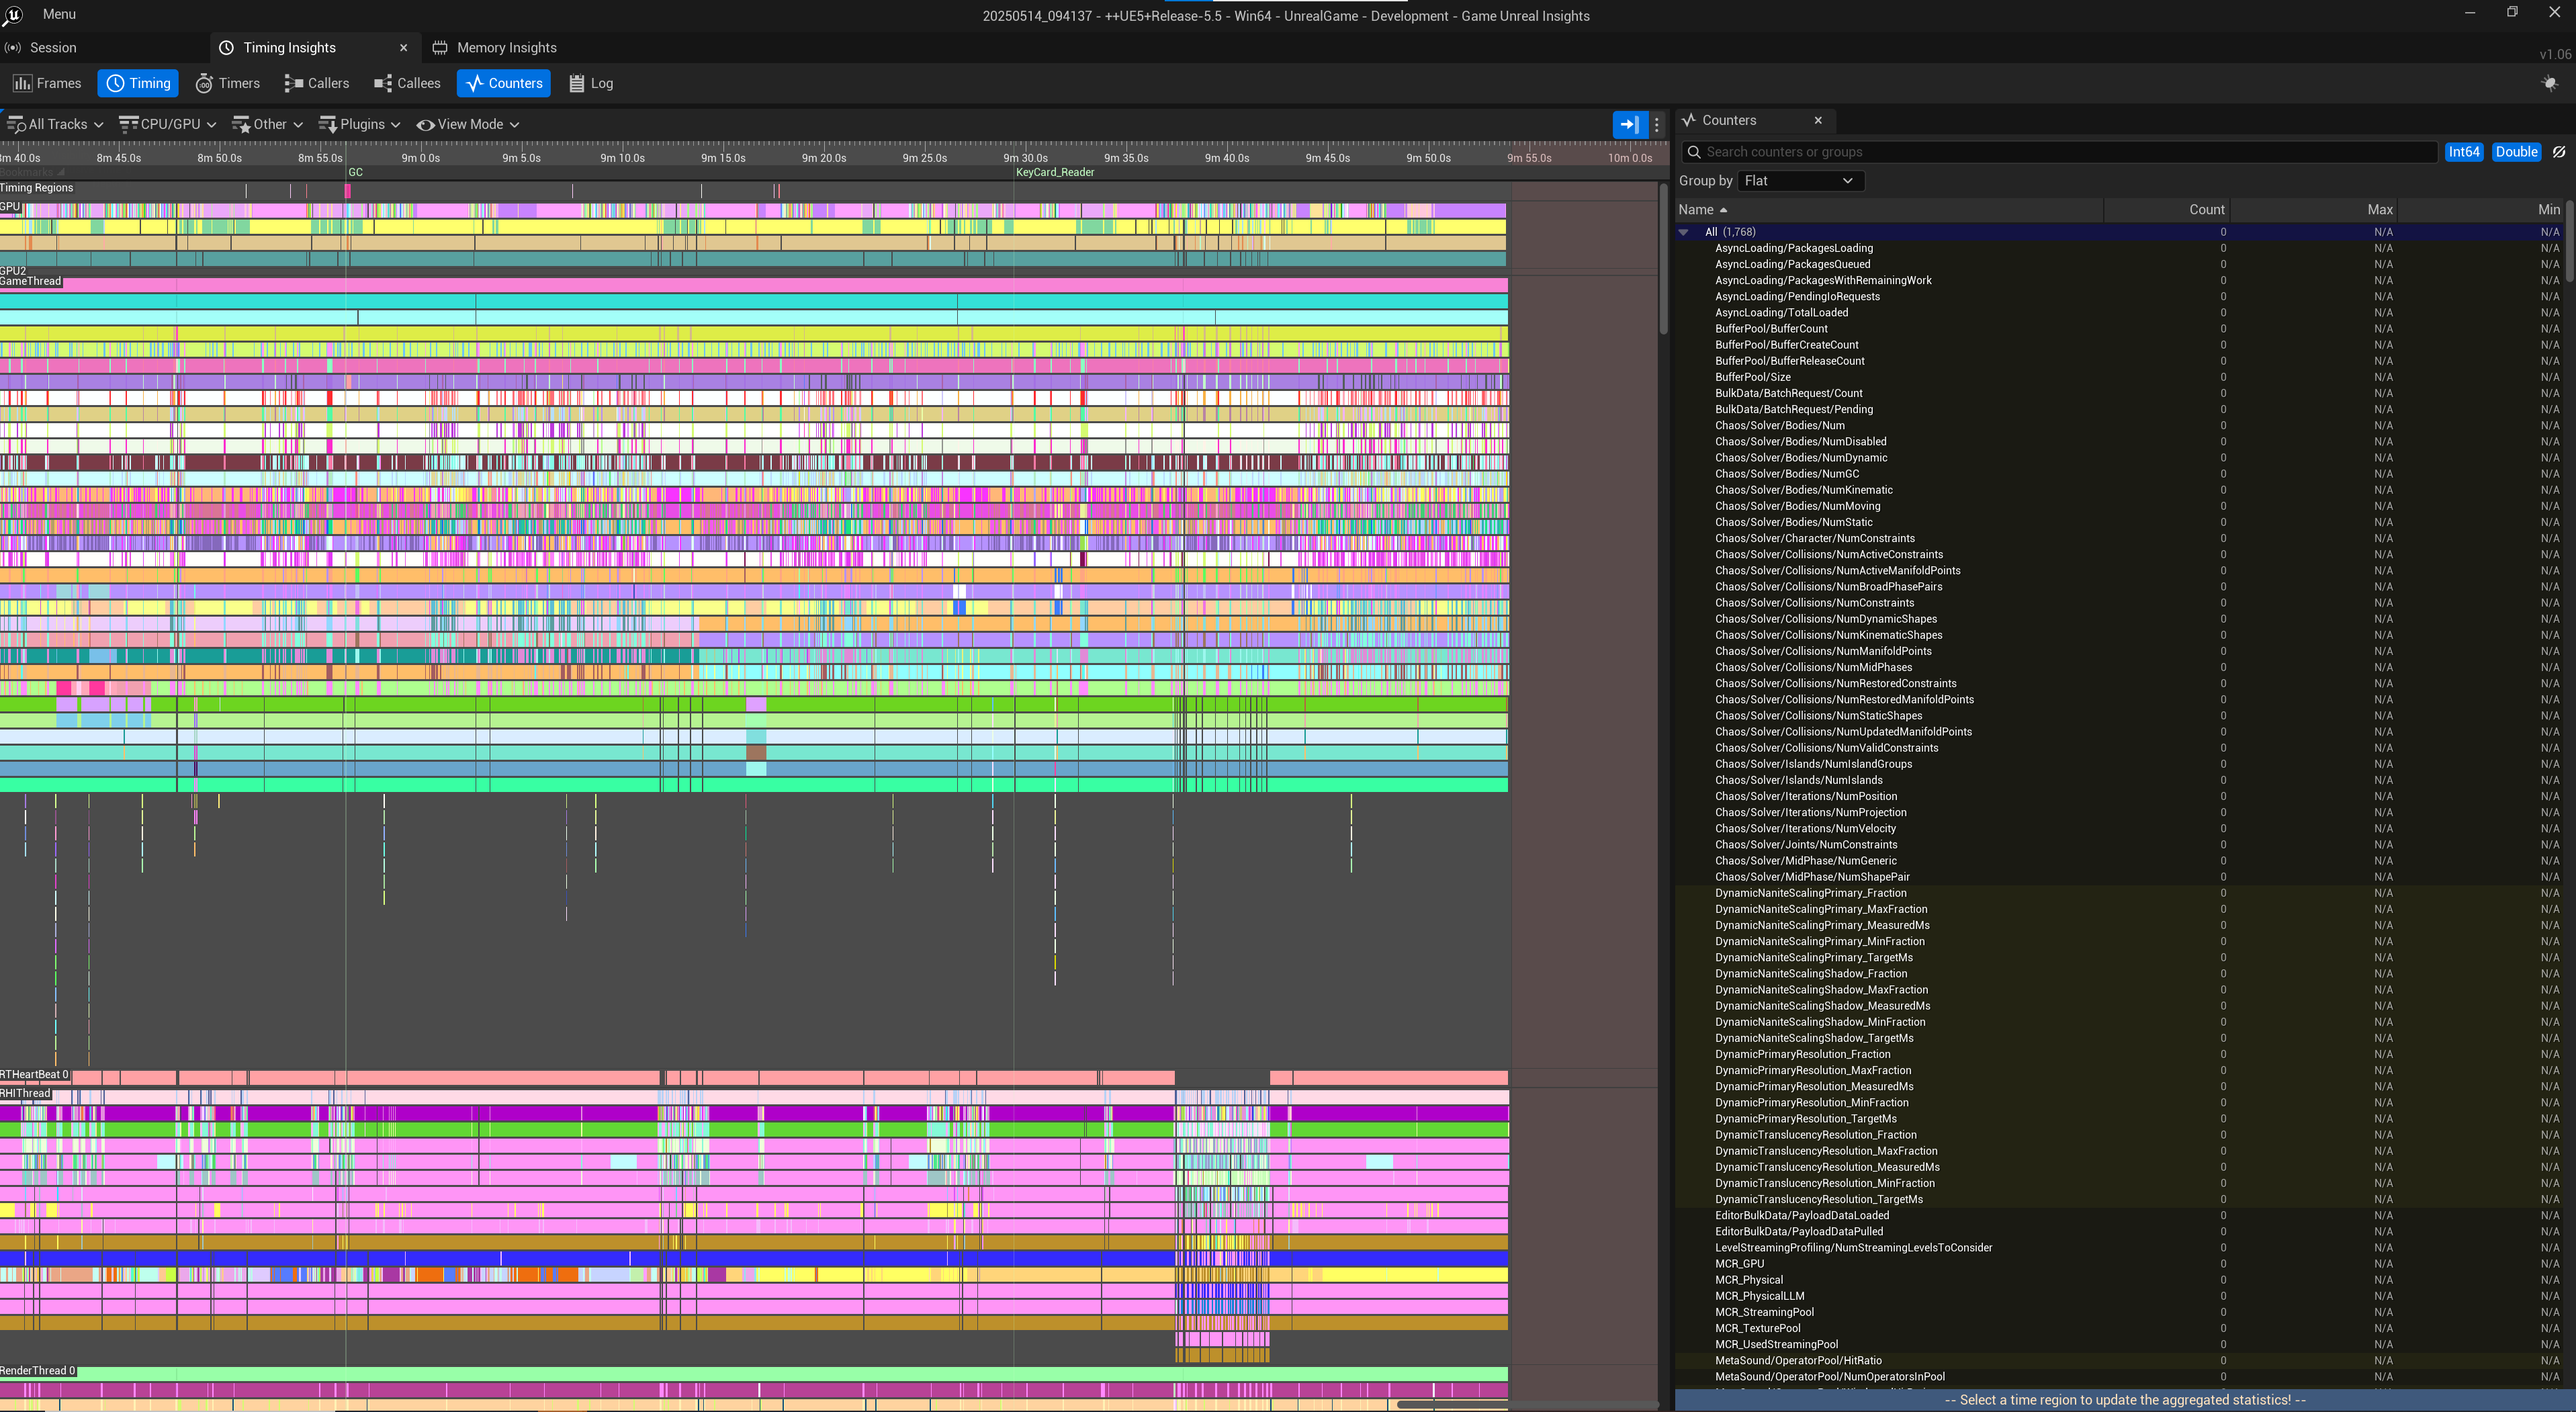 Menu
20250514_094137 - ++UE5+Release-5.5 - Win64 - UnrealGame - Development - Game Unreal Insights
Session
Timing Insights
Memory Insights
v1.06
Frames
Timing
Timers
Callers
Callees
Counters
Log
All Tracks
CPU/GPU
Other
Plugins
View Mode
8m 45.0s 8m 50.0s 8m 55.0s 9m 0.0s 9m 5.0s 9m 10.0s 9m 15.0s 9m 20.0s 9m 25.0s 9m 30.0s 9m 35.0s 9m 40.0s 9m 45.0s 9m 50.0s 9m 55.0s 10m 0.0s
Bookmarks
GC
KeyCard_Reader
Timing Regions
GPU
GPU2
GameThread
RTHeartBeat 0
RHIThread
RenderThread 0
Counters
Search counters or groups
Int64
Double
Group by
Flat
Name Count Max Min
All (1,768) 0 N/A N/A
AsyncLoading/PackagesLoading 0 N/A N/A
AsyncLoading/PackagesQueued 0 N/A N/A
AsyncLoading/PackagesWithRemainingWork 0 N/A N/A
AsyncLoading/PendingIoRequests 0 N/A N/A
AsyncLoading/TotalLoaded 0 N/A N/A
BufferPool/BufferCount 0 N/A N/A
BufferPool/BufferCreateCount 0 N/A N/A
BufferPool/BufferReleaseCount 0 N/A N/A
BufferPool/Size 0 N/A N/A
BulkData/BatchRequest/Count 0 N/A N/A
BulkData/BatchRequest/Pending 0 N/A N/A
Chaos/Solver/Bodies/Num 0 N/A N/A
Chaos/Solver/Bodies/NumDisabled 0 N/A N/A
Chaos/Solver/Bodies/NumDynamic 0 N/A N/A
Chaos/Solver/Bodies/NumGC 0 N/A N/A
Chaos/Solver/Bodies/NumKinematic 0 N/A N/A
Chaos/Solver/Bodies/NumMoving 0 N/A N/A
Chaos/Solver/Bodies/NumStatic 0 N/A N/A
Chaos/Solver/Character/NumConstraints 0 N/A N/A
Chaos/Solver/Collisions/NumActiveConstraints 0 N/A N/A
Chaos/Solver/Collisions/NumActiveManifoldPoints 0 N/A N/A
Chaos/Solver/Collisions/NumBroadPhasePairs 0 N/A N/A
Chaos/Solver/Collisions/NumConstraints 0 N/A N/A
Chaos/Solver/Collisions/NumDynamicShapes 0 N/A N/A
Chaos/Solver/Collisions/NumKinematicShapes 0 N/A N/A
Chaos/Solver/Collisions/NumManifoldPoints 0 N/A N/A
Chaos/Solver/Collisions/NumMidPhases 0 N/A N/A
Chaos/Solver/Collisions/NumRestoredConstraints 0 N/A N/A
Chaos/Solver/Collisions/NumRestoredManifoldPoints 0 N/A N/A
Chaos/Solver/Collisions/NumStaticShapes 0 N/A N/A
Chaos/Solver/Collisions/NumUpdatedManifoldPoints 0 N/A N/A
Chaos/Solver/Collisions/NumValidConstraints 0 N/A N/A
Chaos/Solver/Islands/NumIslandGroups 0 N/A N/A
Chaos/Solver/Islands/NumIslands 0 N/A N/A
Chaos/Solver/Iterations/NumPosition 0 N/A N/A
Chaos/Solver/Iterations/NumProjection 0 N/A N/A
Chaos/Solver/Iterations/NumVelocity 0 N/A N/A
Chaos/Solver/Joints/NumConstraints 0 N/A N/A
Chaos/Solver/MidPhase/NumGeneric 0 N/A N/A
Chaos/Solver/MidPhase/NumShapePair 0 N/A N/A
DynamicNaniteScalingPrimary_Fraction 0 N/A N/A
DynamicNaniteScalingPrimary_MaxFraction 0 N/A N/A
DynamicNaniteScalingPrimary_MeasuredMs 0 N/A N/A
DynamicNaniteScalingPrimary_MinFraction 0 N/A N/A
DynamicNaniteScalingPrimary_TargetMs 0 N/A N/A
DynamicNaniteScalingShadow_Fraction 0 N/A N/A
DynamicNaniteScalingShadow_MaxFraction 0 N/A N/A
DynamicNaniteScalingShadow_MeasuredMs 0 N/A N/A
DynamicNaniteScalingShadow_MinFraction 0 N/A N/A
DynamicNaniteScalingShadow_TargetMs 0 N/A N/A
DynamicPrimaryResolution_Fraction 0 N/A N/A
DynamicPrimaryResolution_MaxFraction 0 N/A N/A
DynamicPrimaryResolution_MeasuredMs 0 N/A N/A
DynamicPrimaryResolution_MinFraction 0 N/A N/A
DynamicPrimaryResolution_TargetMs 0 N/A N/A
DynamicTranslucencyResolution_Fraction 0 N/A N/A
DynamicTranslucencyResolution_MaxFraction 0 N/A N/A
DynamicTranslucencyResolution_MeasuredMs 0 N/A N/A
DynamicTranslucencyResolution_MinFraction 0 N/A N/A
DynamicTranslucencyResolution_TargetMs 0 N/A N/A
EditorBulkData/PayloadDataLoaded 0 N/A N/A
EditorBulkData/PayloadDataPulled 0 N/A N/A
LevelStreamingProfiling/NumStreamingLevelsToConsider 0 N/A N/A
MCR_GPU 0 N/A N/A
MCR_Physical 0 N/A N/A
MCR_PhysicalLLM 0 N/A N/A
MCR_StreamingPool 0 N/A N/A
MCR_TexturePool 0 N/A N/A
MCR_UsedStreamingPool 0 N/A N/A
MetaSound/OperatorPool/HitRatio 0 N/A N/A
MetaSound/OperatorPool/NumOperatorsInPool 0 N/A N/A
-- Select a time region to update the aggregated statistics! --